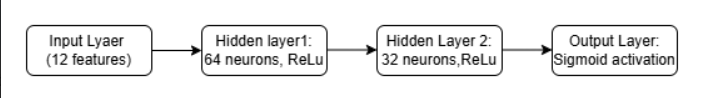 Input Lyaer
(12 features)
Hidden layer1:
64 neurons, ReLu
Hidden Layer 2:
32 neurons,ReLu
Output Layer:
Sigmoid activation